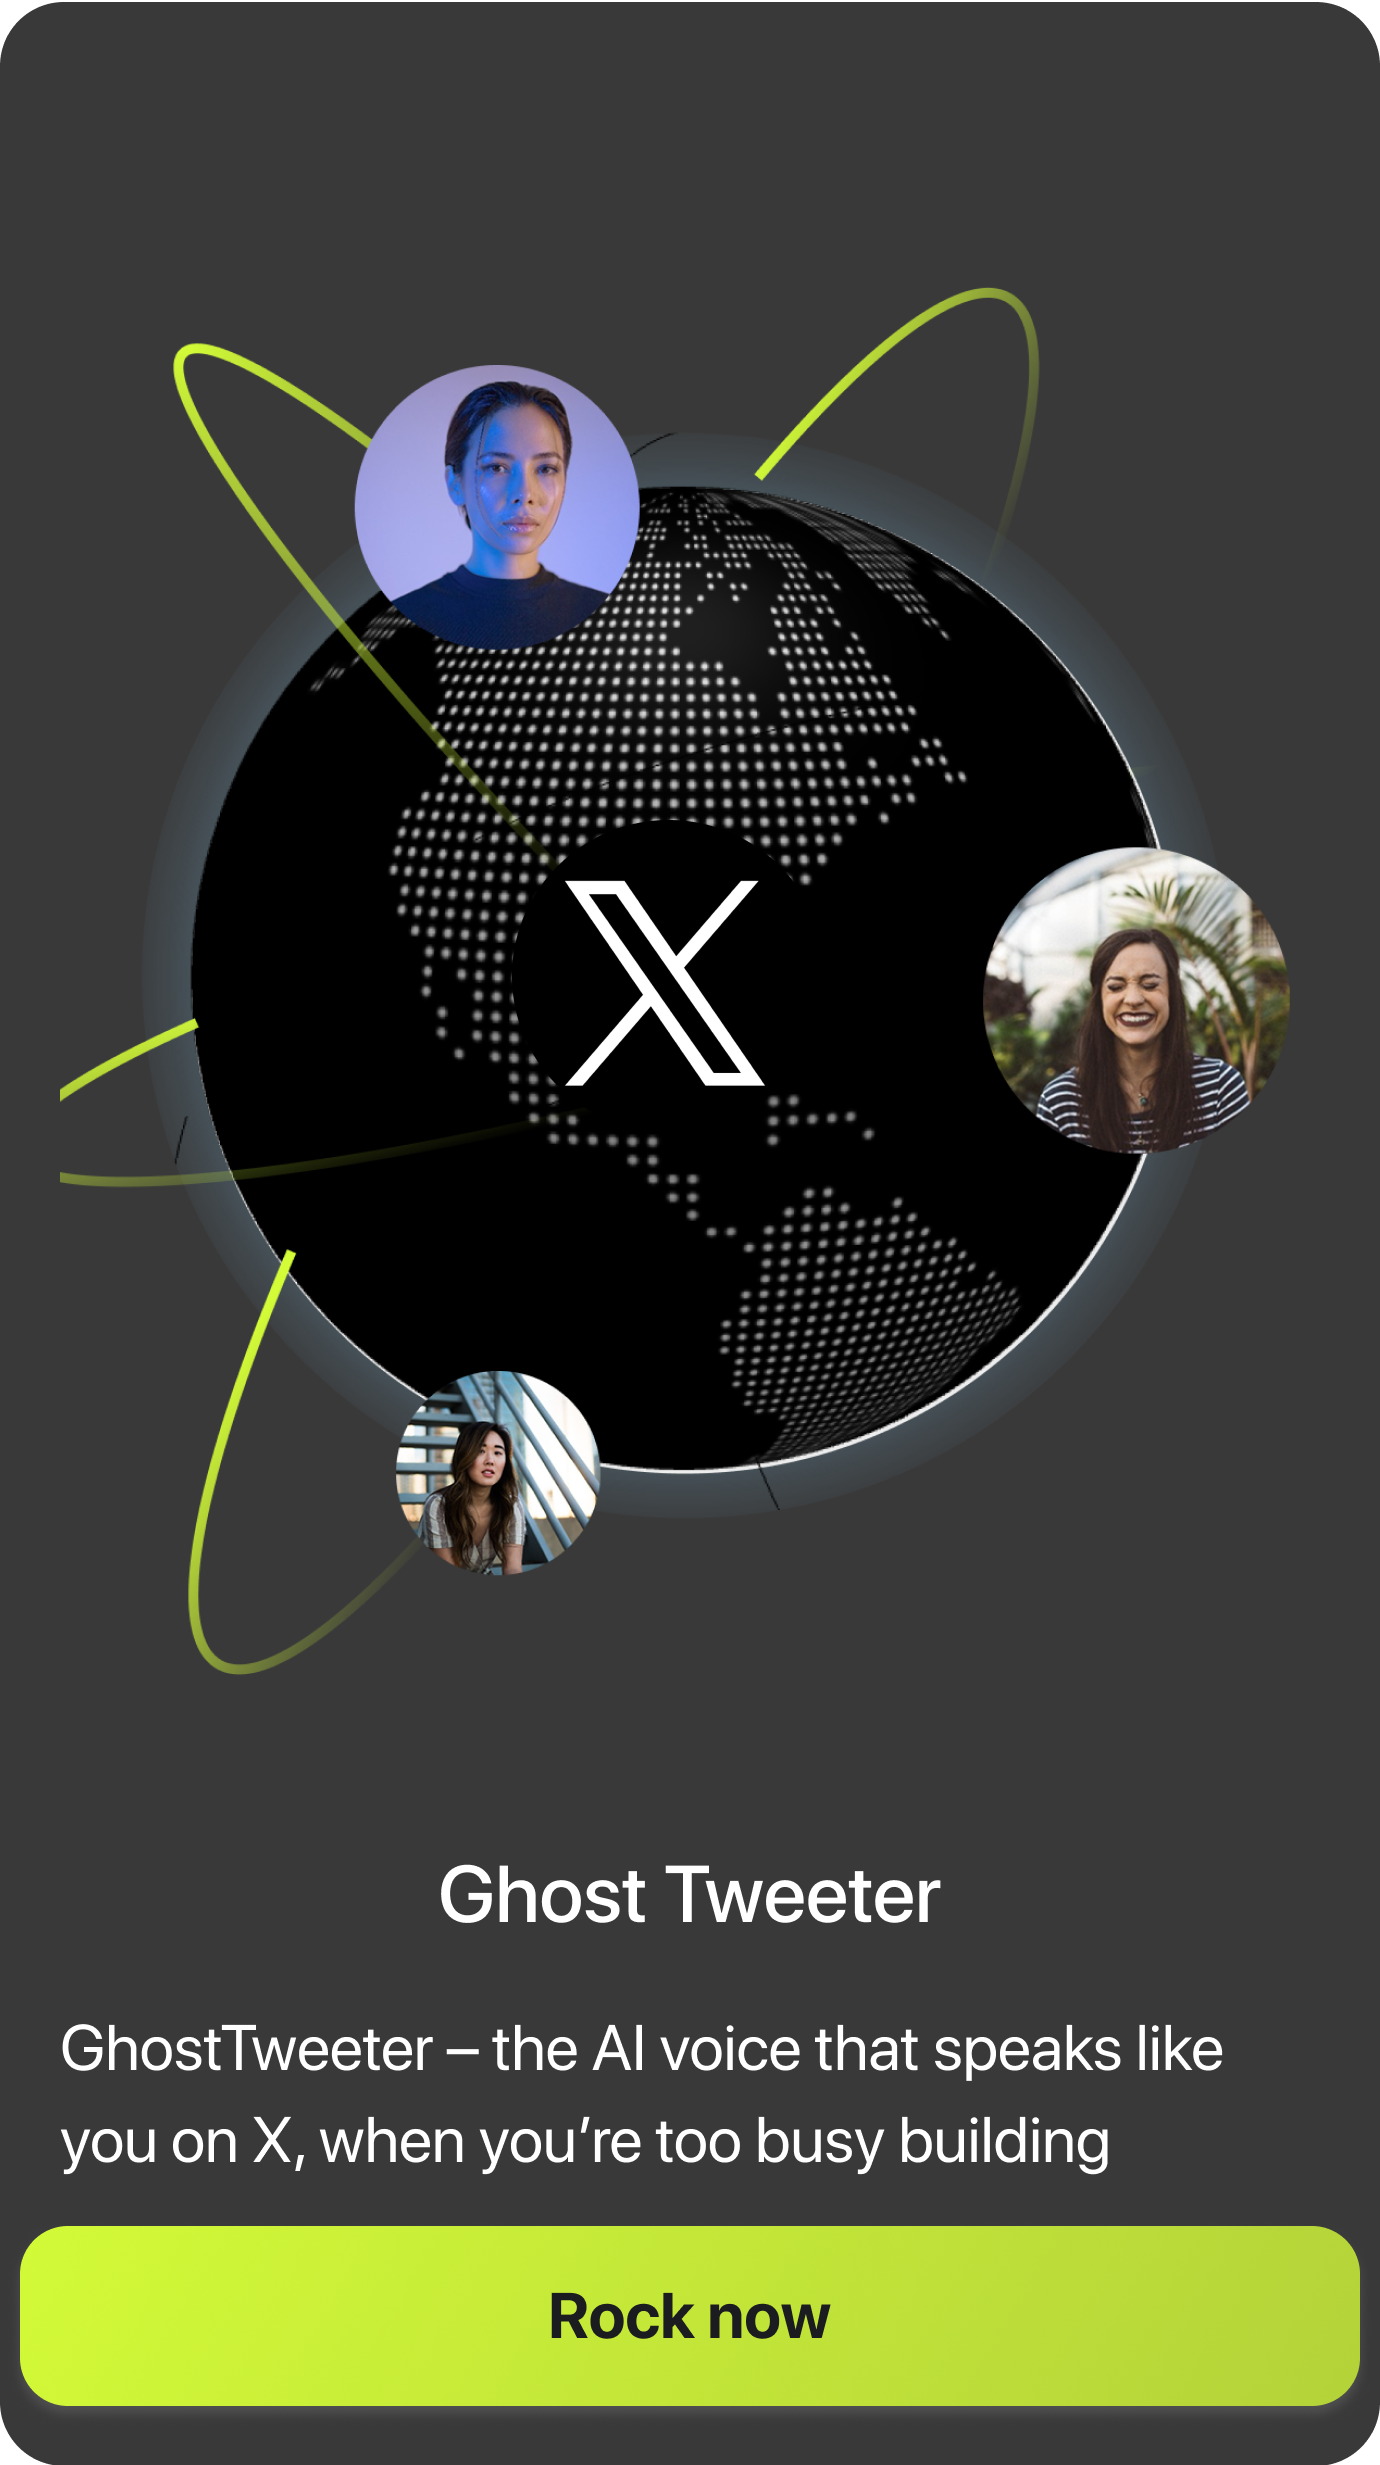 X
Ghost Tweeter
GhostTweeter – the AI voice that speaks like
you on X, when you’re too busy building
Rock now